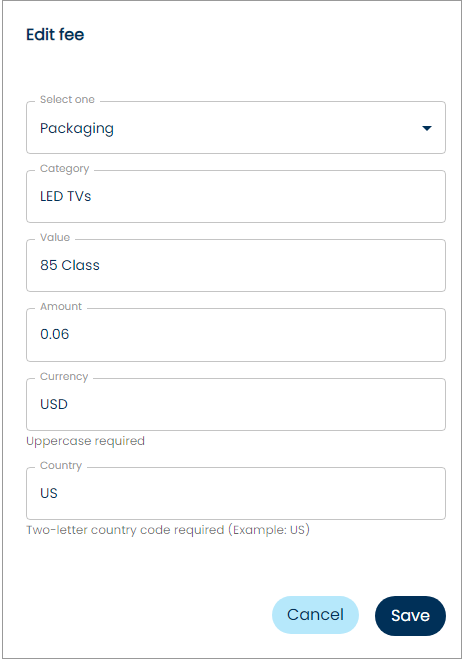 Edit fee
Select one
Packaging
Category
LED TVs
Value
85 Class
Amount
0.06
Currency
USD
Uppercase required
Country
US
Two-letter country code required (Example: US)
Cancel Save